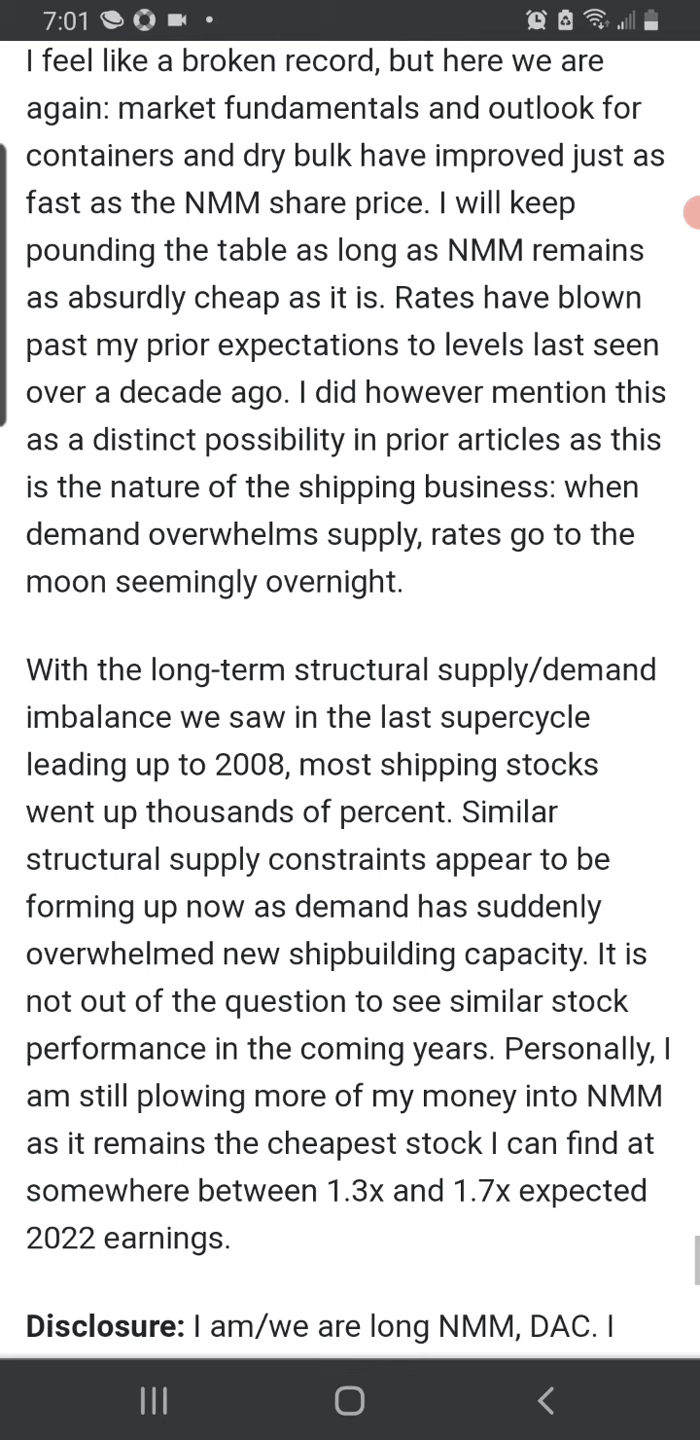 7:01
I feel like a broken record, but here we are
again: market fundamentals and outlook for
containers and dry bulk have improved just as
fast as the NMM share price. I will keep
pounding the table as long as NMM remains
as absurdly cheap as it is. Rates have blown
past my prior expectations to levels last seen
over a decade ago. I did however mention this
as a distinct possibility in prior articles as this
is the nature of the shipping business: when
demand overwhelms supply, rates go to the
moon seemingly overnight.
With the long-term structural supply/demand
imbalance we saw in the last supercycle
leading up to 2008, most shipping stocks
went up thousands of percent. Similar
structural supply constraints appear to be
forming up now as demand has suddenly
overwhelmed new shipbuilding capacity. It is
not out of the question to see similar stock
performance in the coming years. Personally, I
am still plowing more of my money into NMM
as it remains the cheapest stock I can find at
somewhere between 1.3x and 1.7x expected
2022 earnings.
Disclosure: I am/we are long NMM, DAC. I